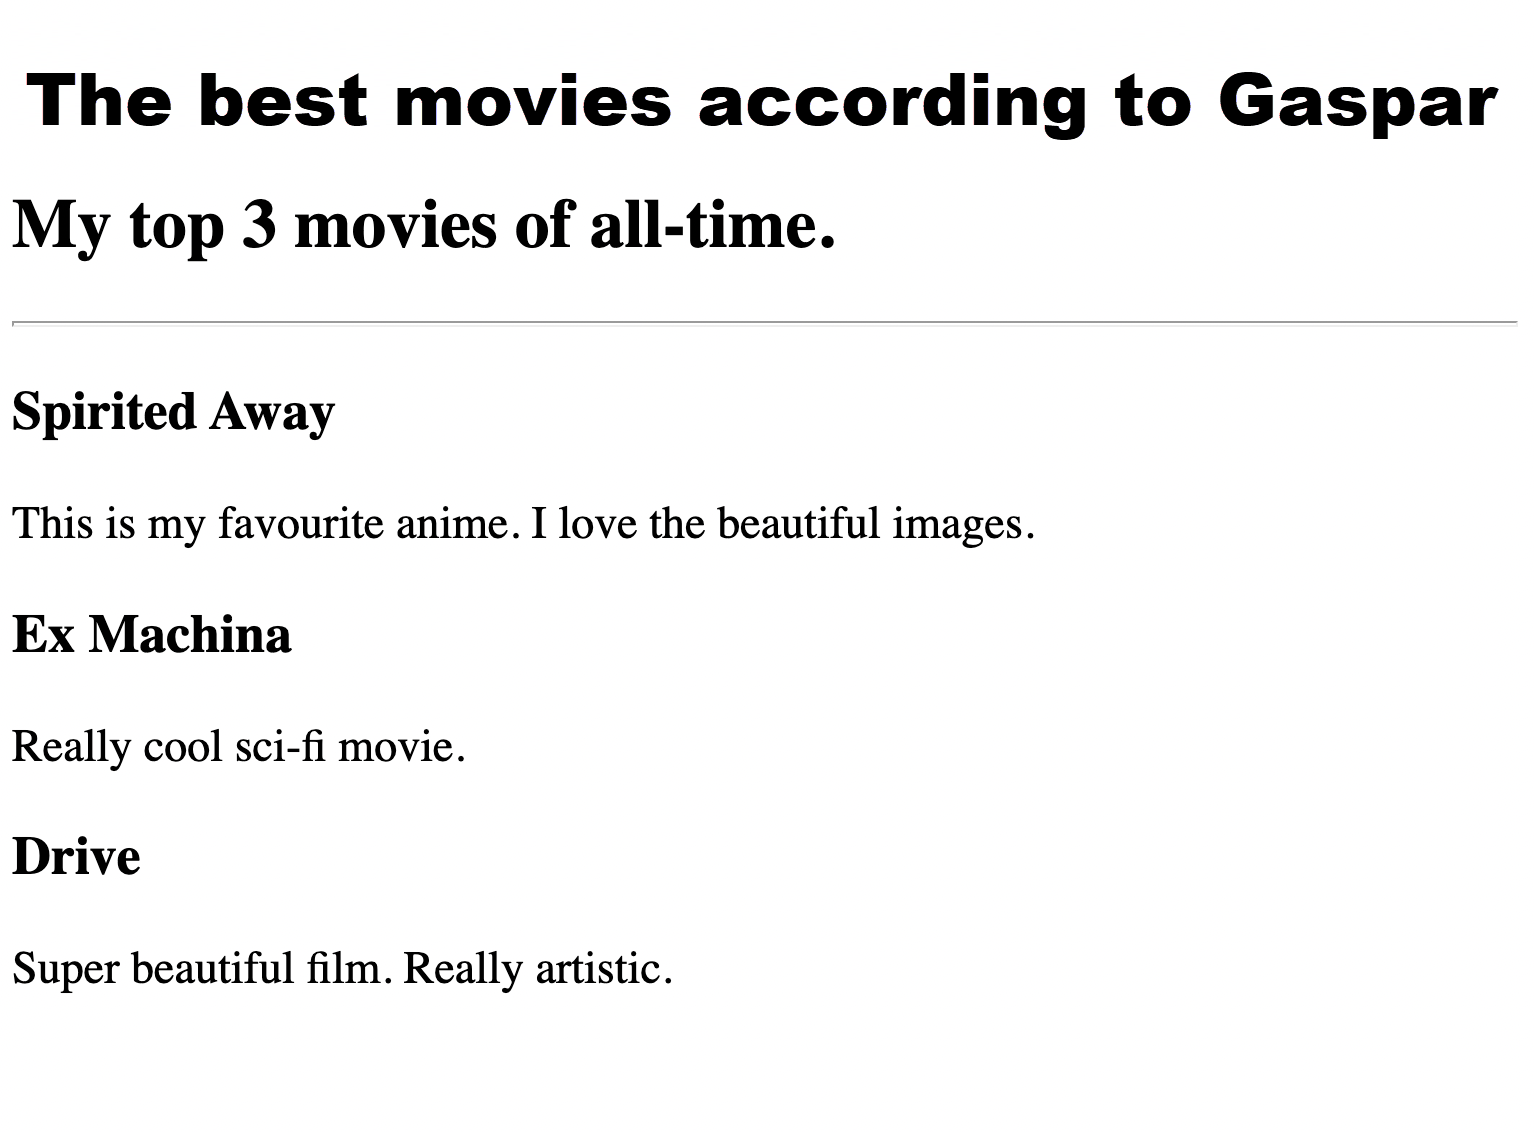 The best movies according to Gaspar
My top 3 movies of all-time.
Spirited Away
This is my favourite anime. I love the beautiful images.
Ex Machina
Really cool sci-fi movie.
Drive
Super beautiful film. Really artistic.